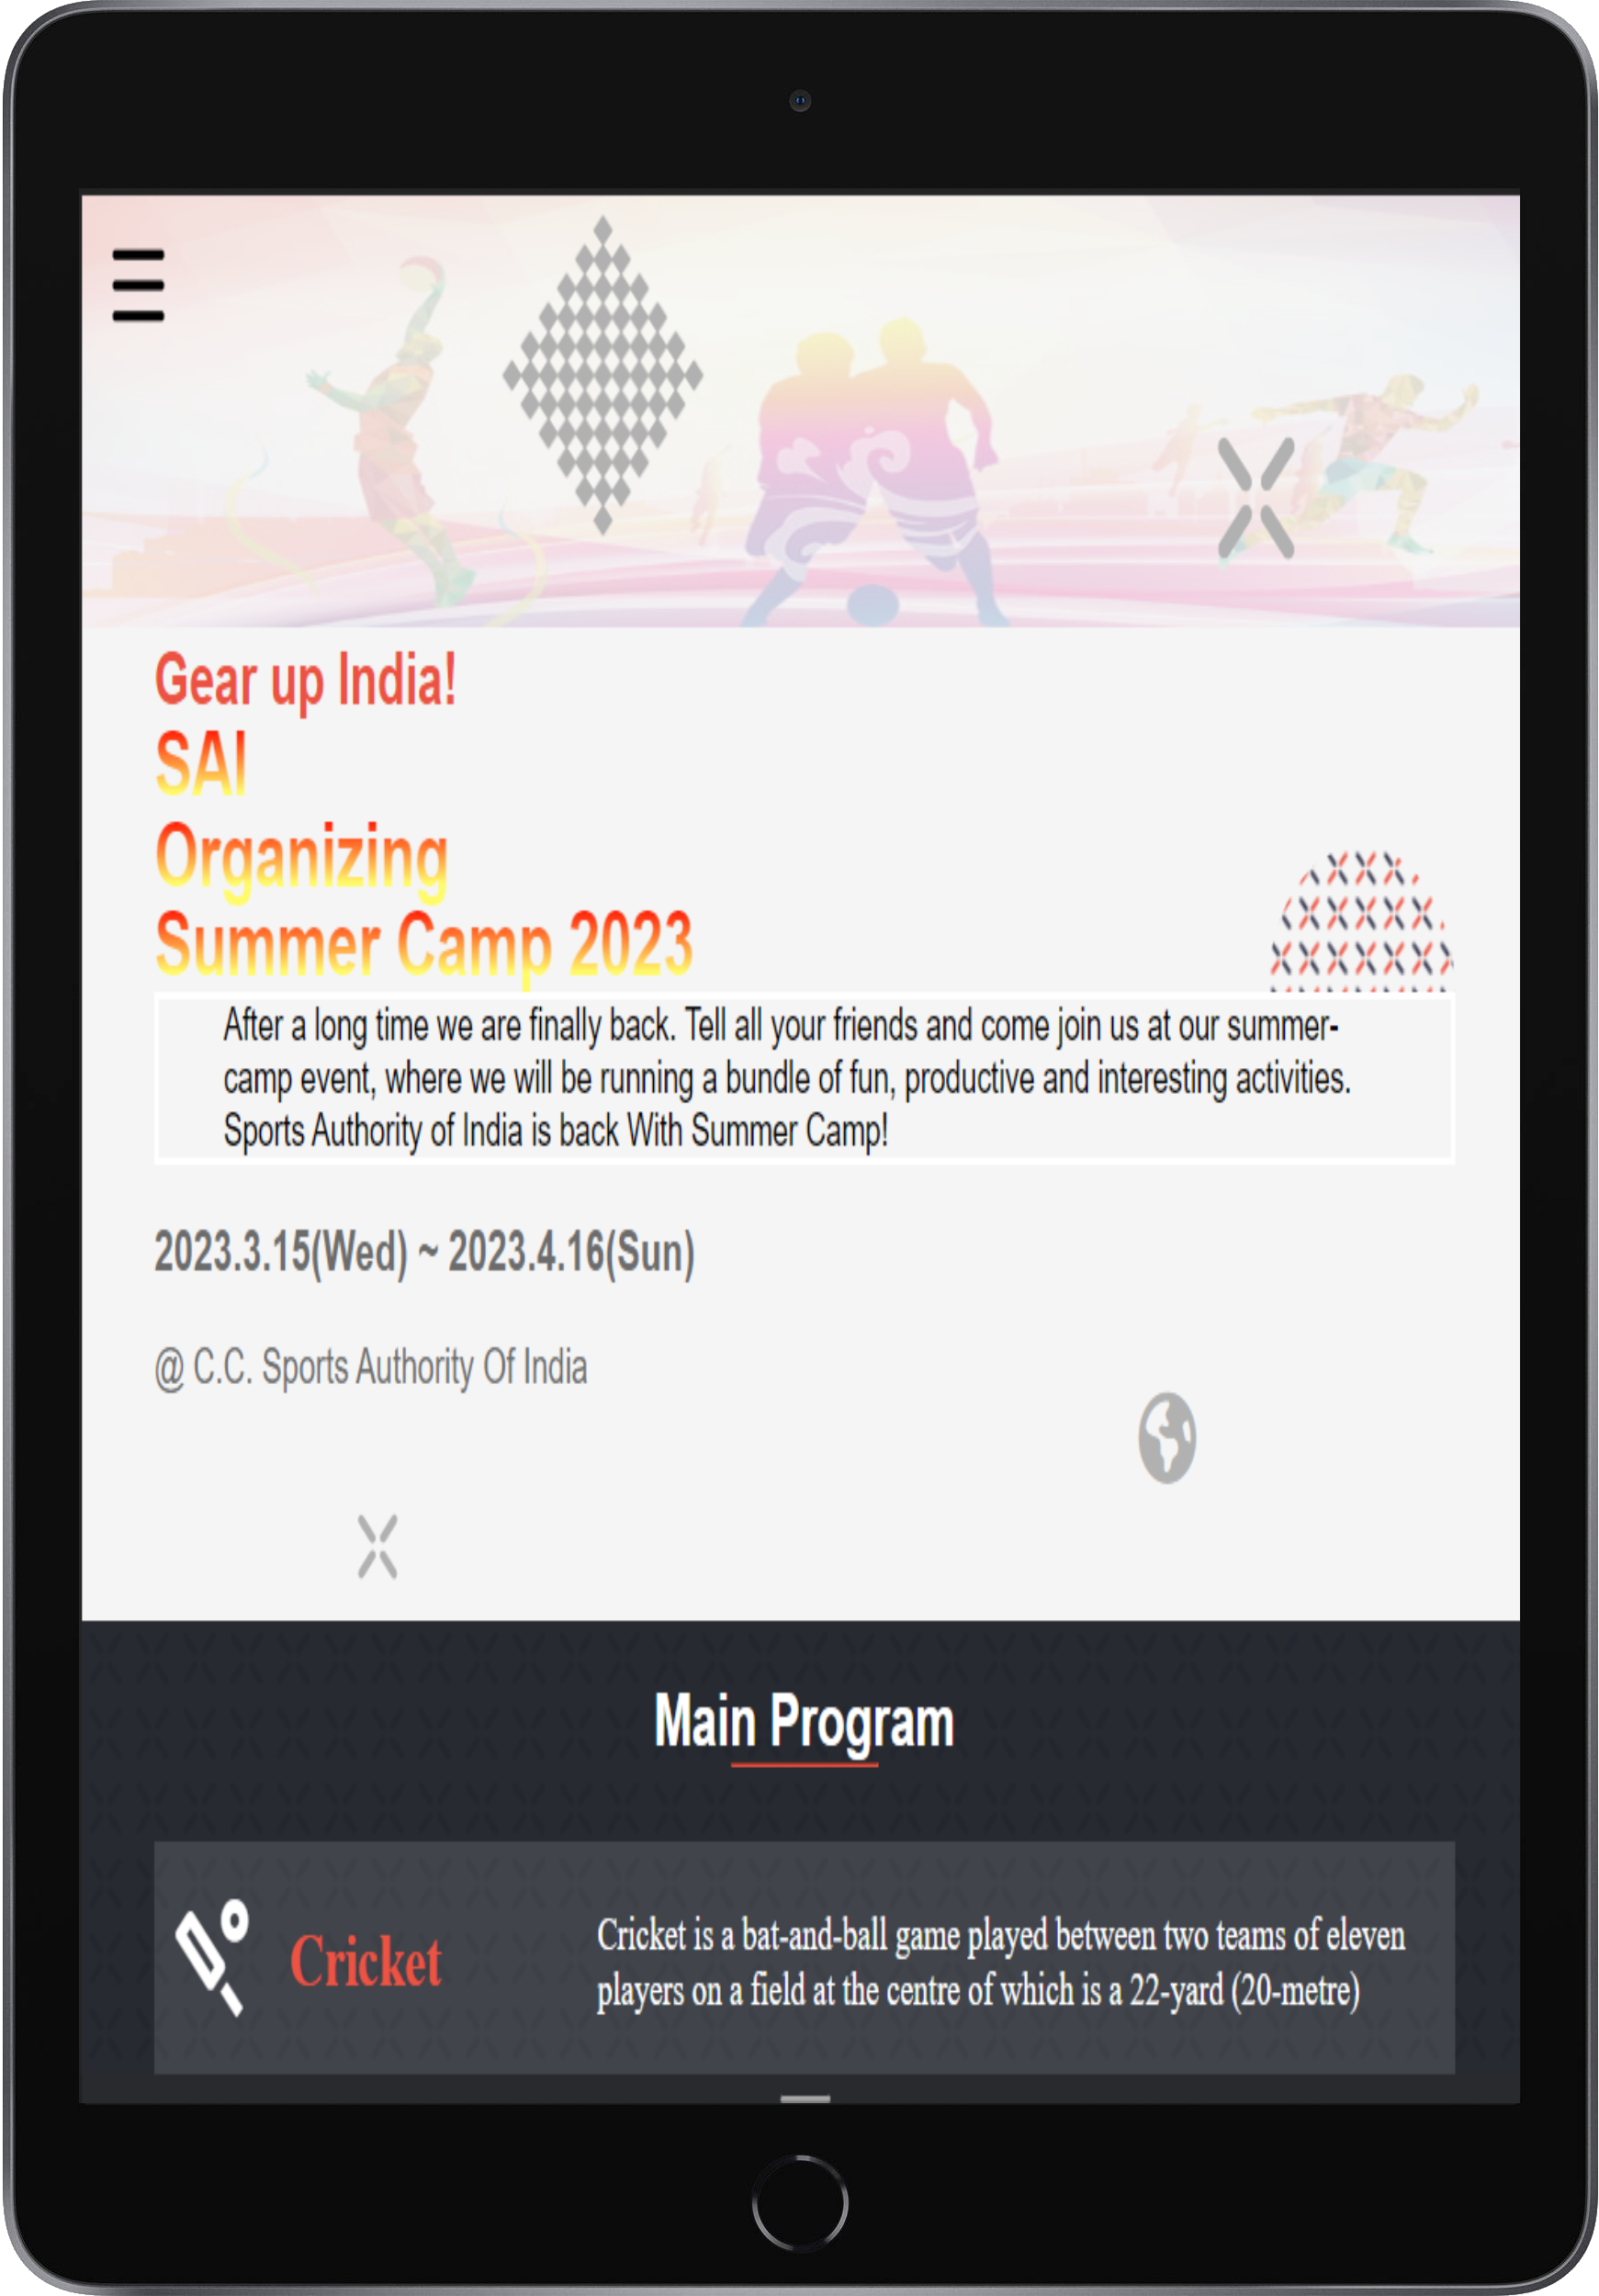 Gear up India!
SAI
Organizing
Summer Camp 2023
After a long time we are finally back. Tell all your friends and come join us at our summer-
camp event, where we will be running a bundle of fun, productive and interesting activities.
Sports Authority of India is back With Summer Camp!
2023.3.15(Wed) ~ 2023.4.16(Sun)
@ C.C. Sports Authority Of India
Main Program
Cricket
Cricket is a bat-and-ball game played between two teams of eleven
players on a field at the centre of which is a 22-yard (20-metre)